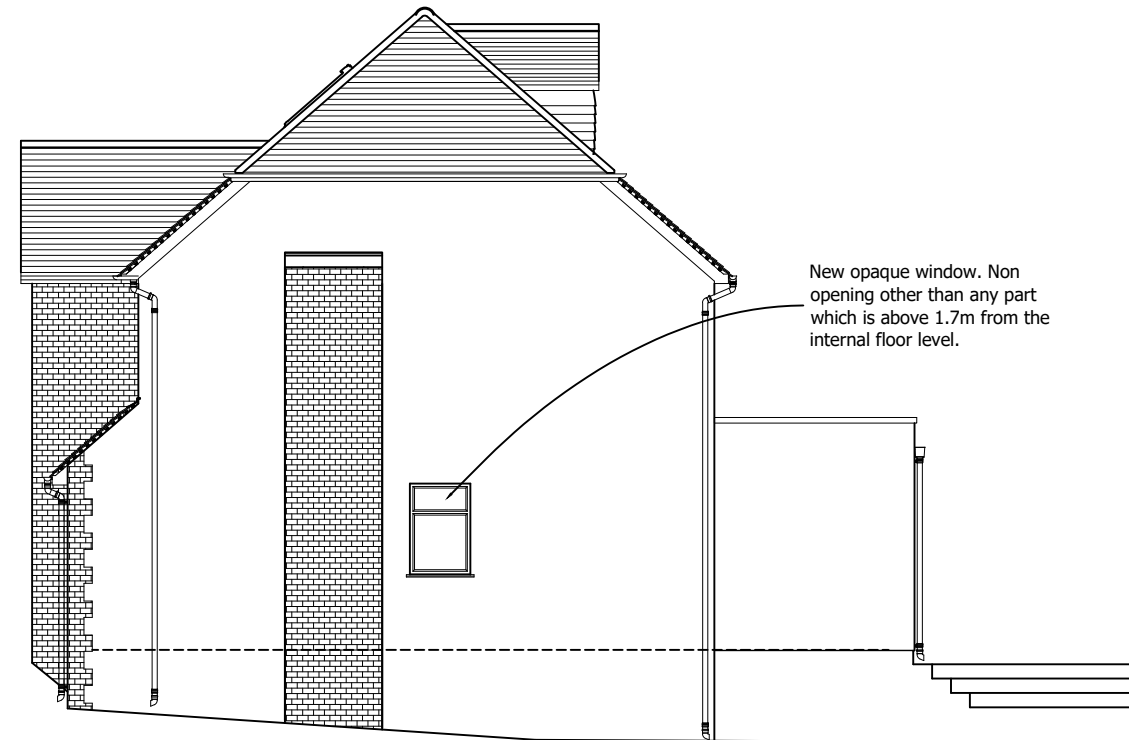 New opaque window. Non
opening other than any part
which is above 1.7m from the
internal floor level.